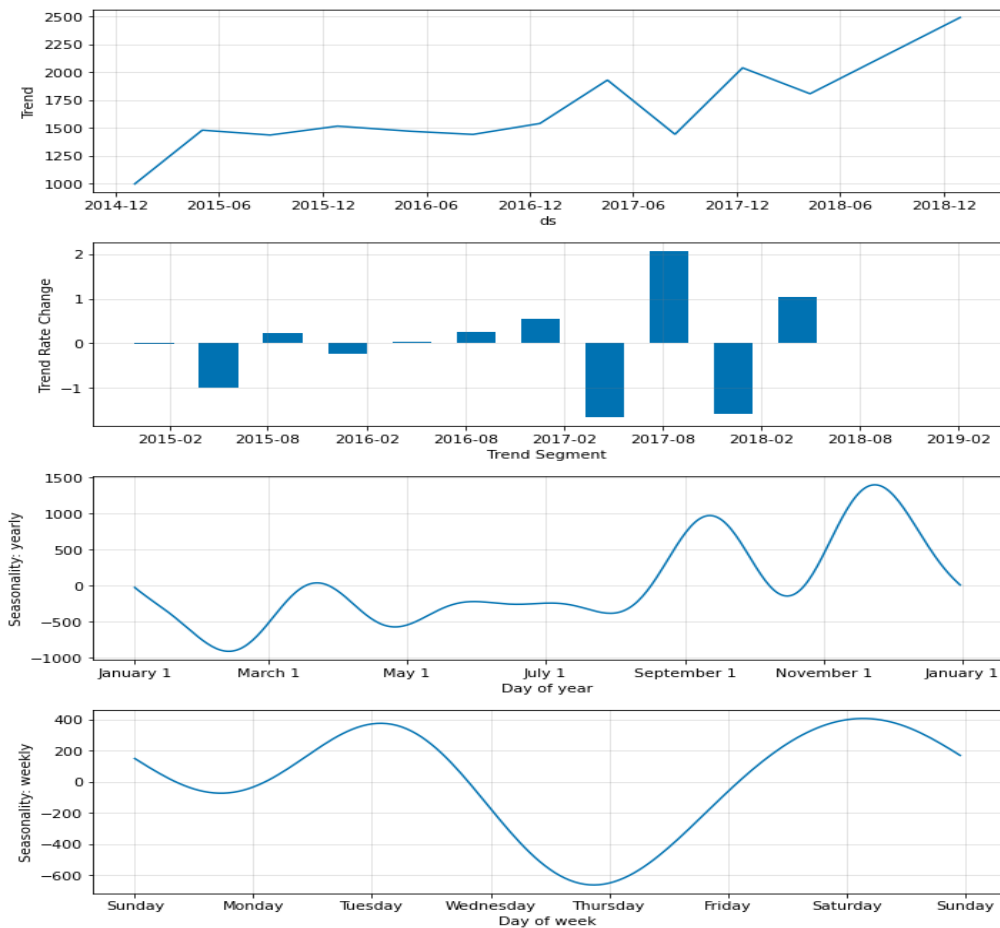 2500
2250
2000
1750
1500
1250
1000
Trend
2014-12 2015-06 2015-12 2016-06 2016-12 2017-06 2017-12 2018-06 2018-12
ds
2
1
0
−1
Trend Rate Change
2015-02 2015-08 2016-02 2016-08 2017-02 2017-08 2018-02 2018-08 2019-02
Trend Segment
1500
1000
500
0
−500
−1000
Seasonality: yearly
January 1 March 1 May 1 July 1 September 1 November 1 January 1
Day of year
400
200
0
−200
−400
−600
Seasonality: weekly
Sunday Monday Tuesday Wednesday Thursday Friday Saturday Sunday
Day of week